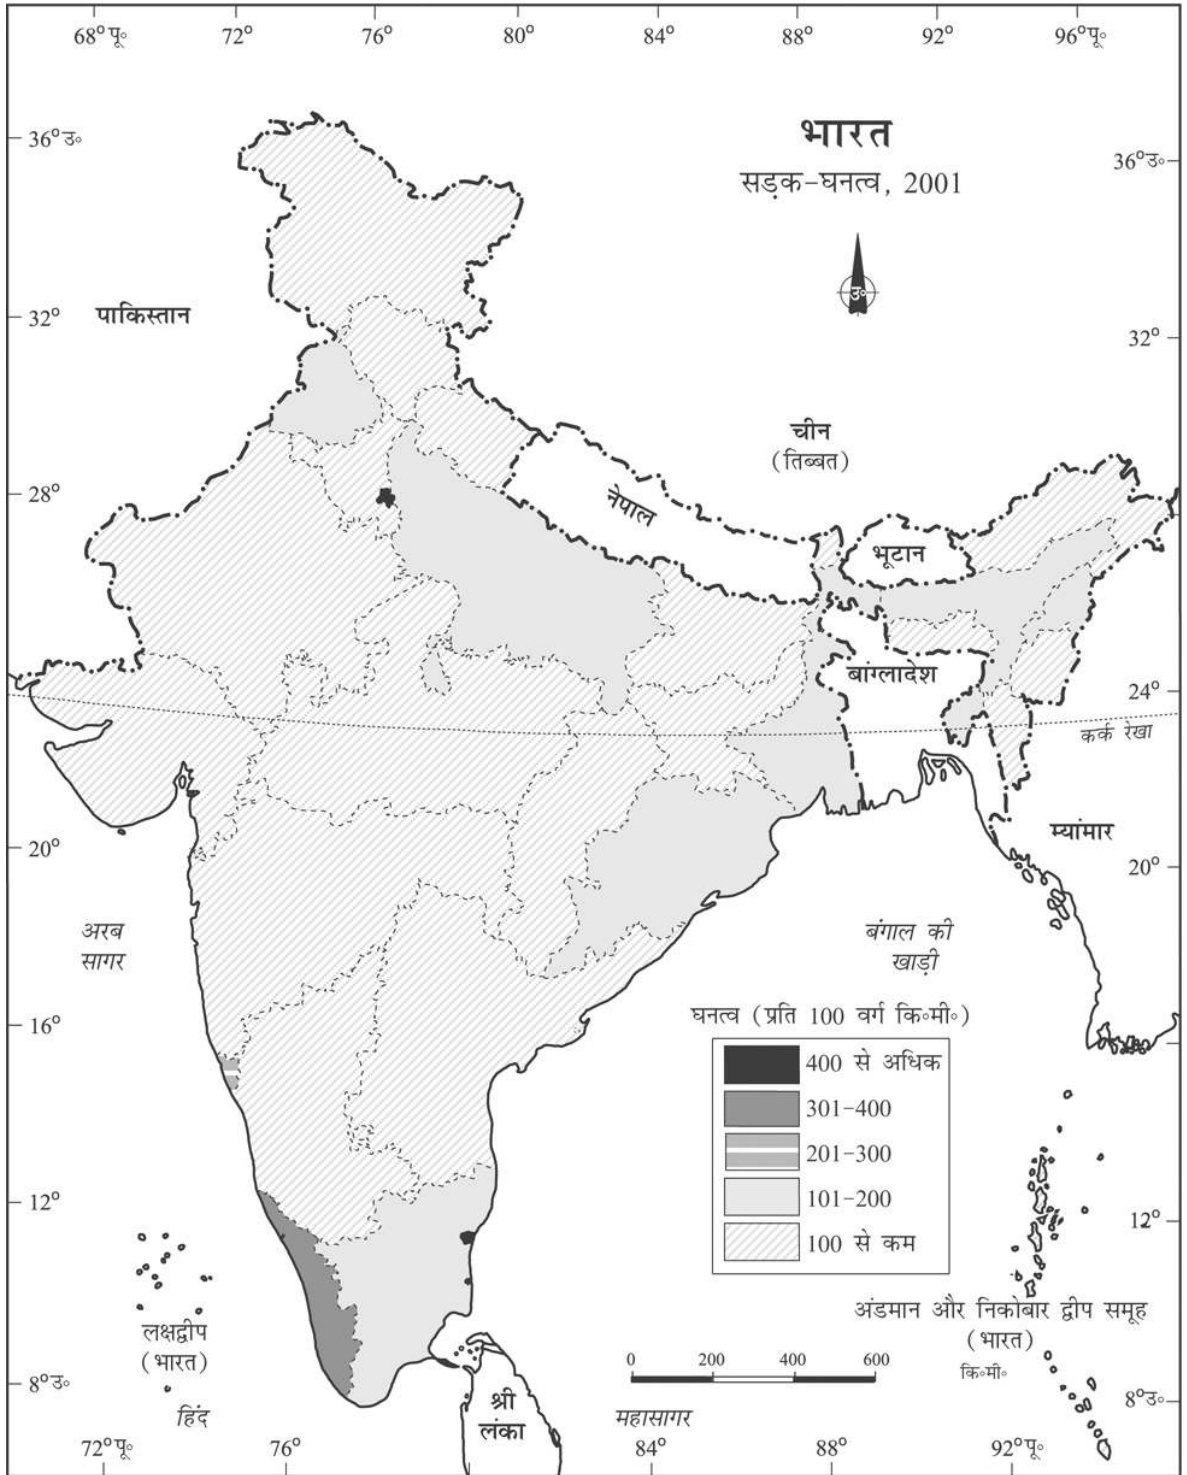 68°पू॰ 72° 76° 80° 84° 88° 92° 96°पू॰
भारत
सड़क-घनत्व, 2001
36°उ॰
36°उ॰
उ॰
पाकिस्तान
32°
32°
चीन
(तिब्बत)
28°
नेपाल
भूटान
बांग्लादेश
24°
कर्क रेखा
म्यांमार
20°
20°
अरब
सागर
बंगाल की
खाड़ी
16°
घनत्व (प्रति 100 वर्ग कि॰मी॰)
400 से अधिक
301-400
201-300
101-200
100 से कम
12°
12°
अंडमान और निकोबार द्वीप समूह
(भारत)
लक्षद्वीप
(भारत)
0 200 400 600
कि॰मी॰
8°उ॰
8°उ॰
हिंद
श्री
लंका
महासागर
72°पू॰ 76° 84° 88° 92°पू॰